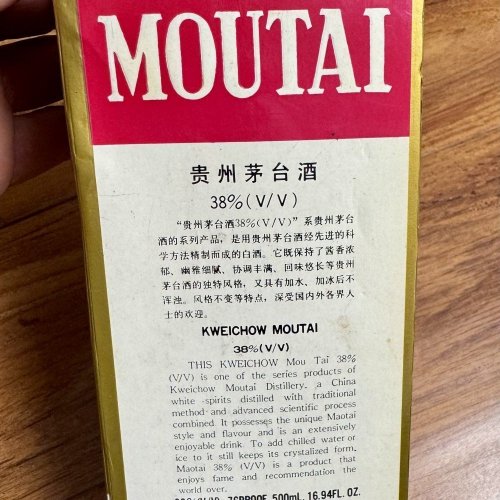 MOUTAI
贵州茅台酒
38%(V/V)
“贵州茅台酒38%(V/V)”系贵州茅台
酒的系列产品，是用贵州茅台酒经先进的科
学方法精制而成的白酒。它既保持了酱香浓
郁、幽雅细腻、协调丰满、回味悠长等贵州
茅台酒的独特风格，又具有加水、加冰后不
浑浊。风格不变等特点，深受国内外各界人
士的欢迎。
KWEICHOW MOUTAI
38%(V/V)
THIS KWEICHOW Mou Tai 38%
(V/V) is one of the series products of
Kweichow Moutai Distillery, a China
white -spirits distilled with traditional
method and advanced scientific process
combined. It possesses the unique Maotai
style and flavour and is an extensively
enjoyable drink. To add chilled water or
ice to it still keeps its crystalized form.
Maotai 38% (V/V) is a product that
enjoys fame and recommendation the
world over.
76PROOF 500mL, 16.94FL. OZ